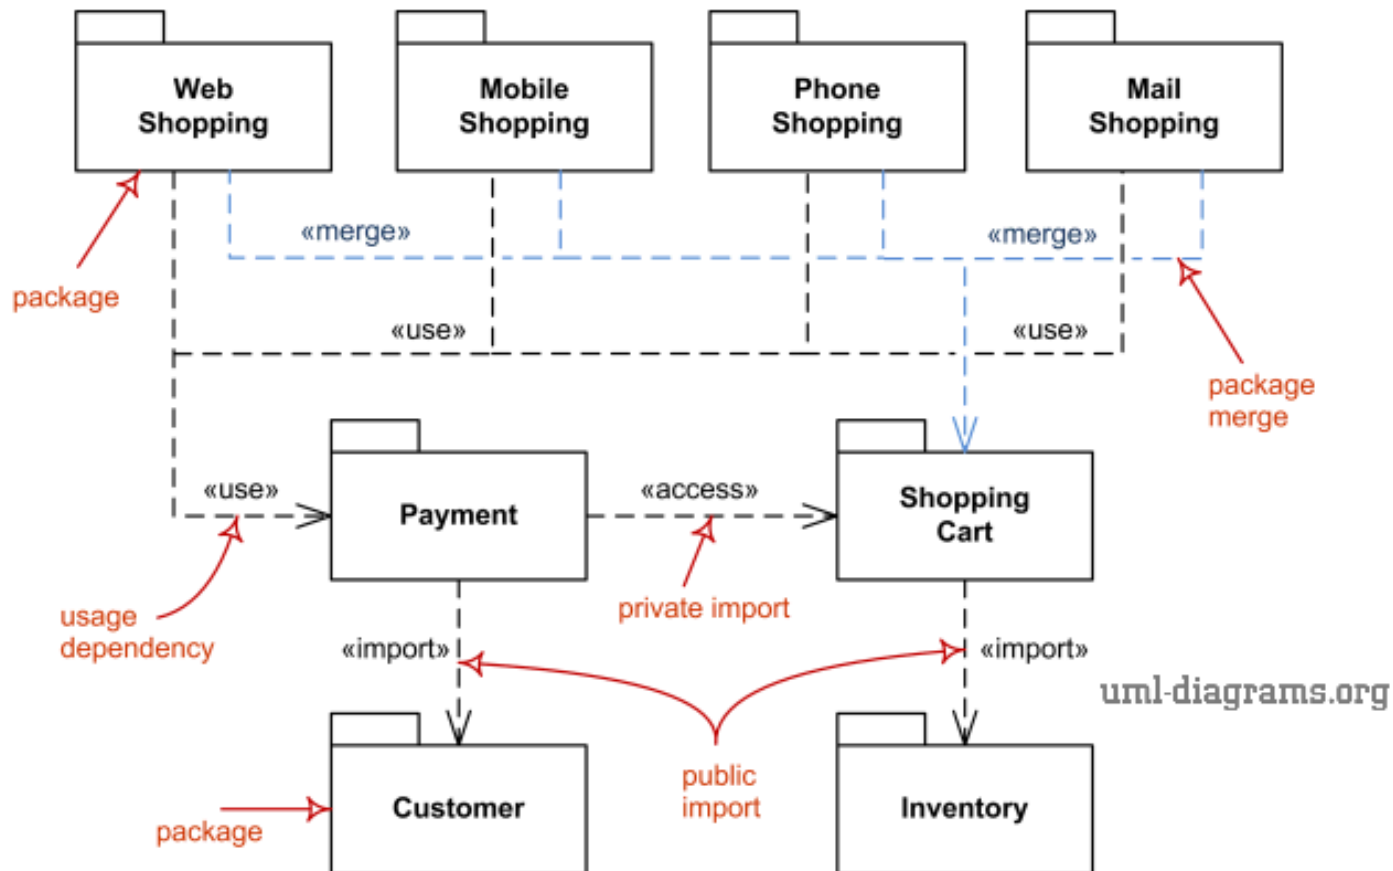 Web
Shopping
Mobile
Shopping
Phone
Shopping
Mail
Shopping
«merge»
«merge»
package
«use»
«use»
package
merge
«use»
Payment
«access»
Shopping
Cart
usage
dependency
private import
«import»
«import»
uml-diagrams.org
public
import
Customer
Inventory
package